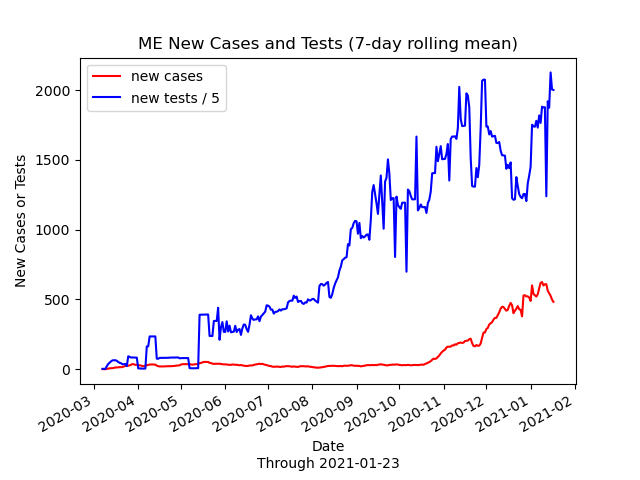 ME New Cases and Tests (7-day rolling mean)
new cases
new tests / 5
New Cases or Tests
2000
1500
1000
500
0
2020-03
2020-04
2020-05
2020-06
2020-07
2020-08
2020-09
2020-10
2020-11
2020-12
2021-01
2021-02
Date
Through 2021-01-23